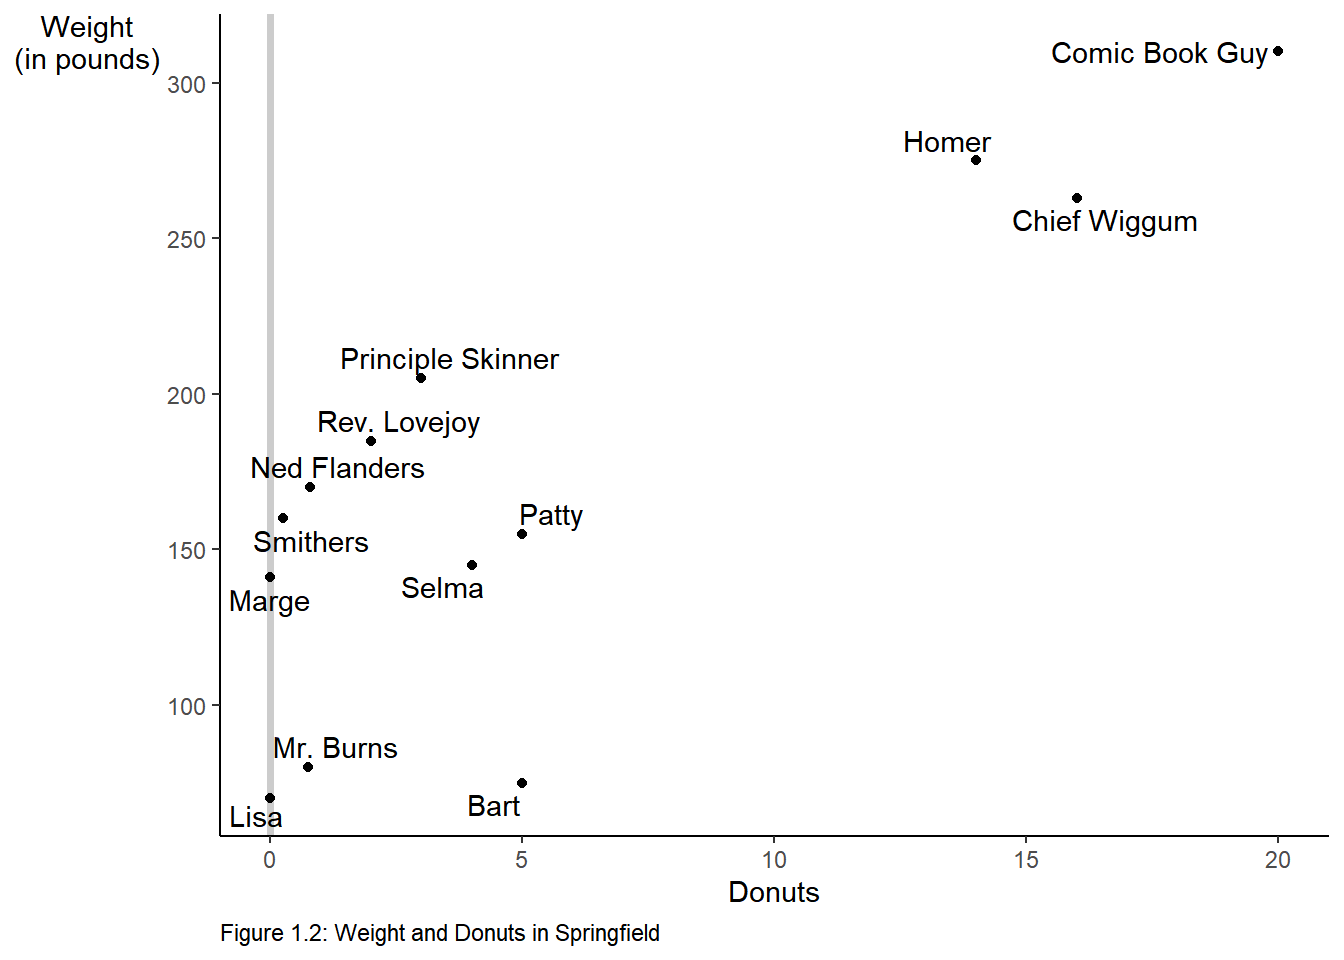 Weight
(in pounds)
Comic Book Guy
300
Homer
Chief Wiggum
250
Principle Skinner
200
Rev. Lovejoy
Ned Flanders
Patty
Smithers
150
Selma
Marge
100
Mr. Burns
Bart
Lisa
0 5 10 15 20
Donuts
Figure 1.2: Weight and Donuts in Springfield